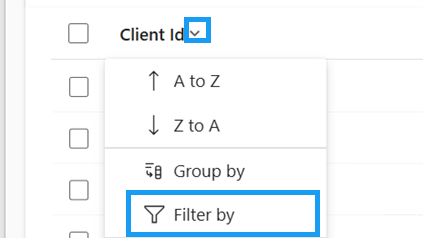 Client Id
A to Z
Z to A
Group by
Filter by